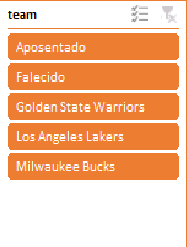 team
Aposentado
Falecido
Golden State Warriors
Los Angeles Lakers
Milwaukee Bucks